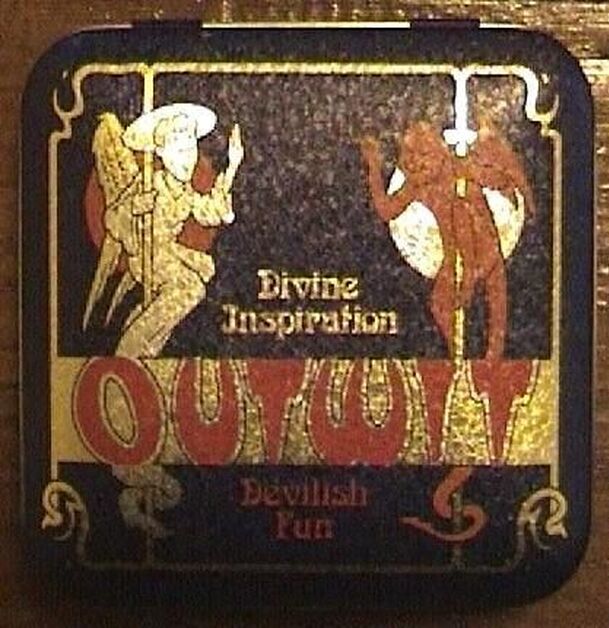 Divine
Inspiration
OUTWIT
Devilish
Fun